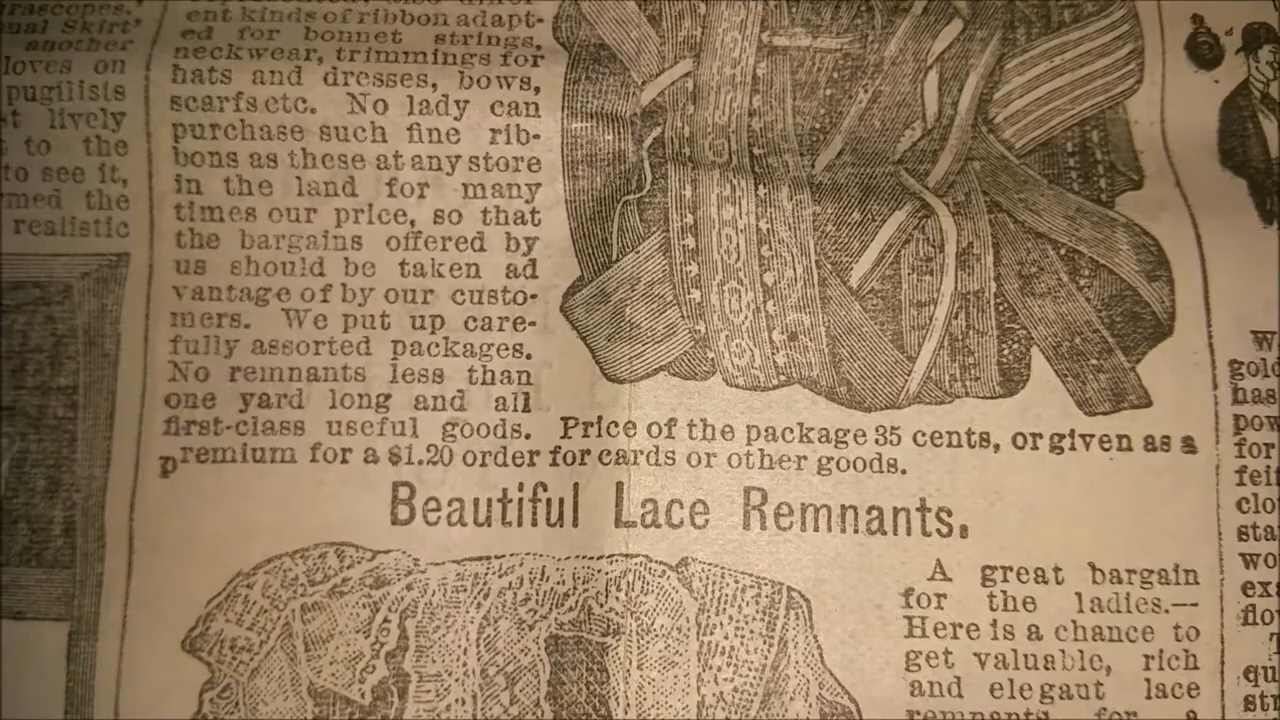 rascopes.'
nal Skirt'
another
loves on
pugilists
st lively
to the
to see it,
med the
realistic
ent kinds of ribbon adapt-
ed for bonnet strings,
neckwear, trimmings for
hats and dresses, bows,
scarfs etc. No lady can
purchase such fine rib-
bons as these at any store
in the land for many
times our price, so that
the bargains offered by
us should be taken ad
vantage of by our custo-
mers. We put up care-
fully assorted packages.
No remnants less than
one yard long and all
first-class useful goods. Price of the package 35 cents, or given as a
premium for a $1.20 order for cards or other goods.
Beautiful Lace Remnants.
A great bargain
for the ladies.—
Here is a chance to
get valuable, rich
and elegant lace
remnants for a
W
gold
has
pow
for
feil
clo
sta
wo
exa
flo
T
qu
str